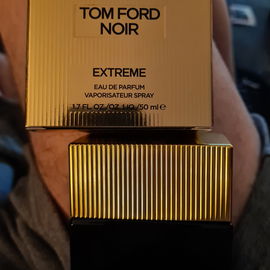 TOM FORD
NOIR
EXTREME
EAU DE PARFUM
VAPORISATEUR SPRAY
1.7 FL.OZ./OZ.LIQ./50 ml ℮